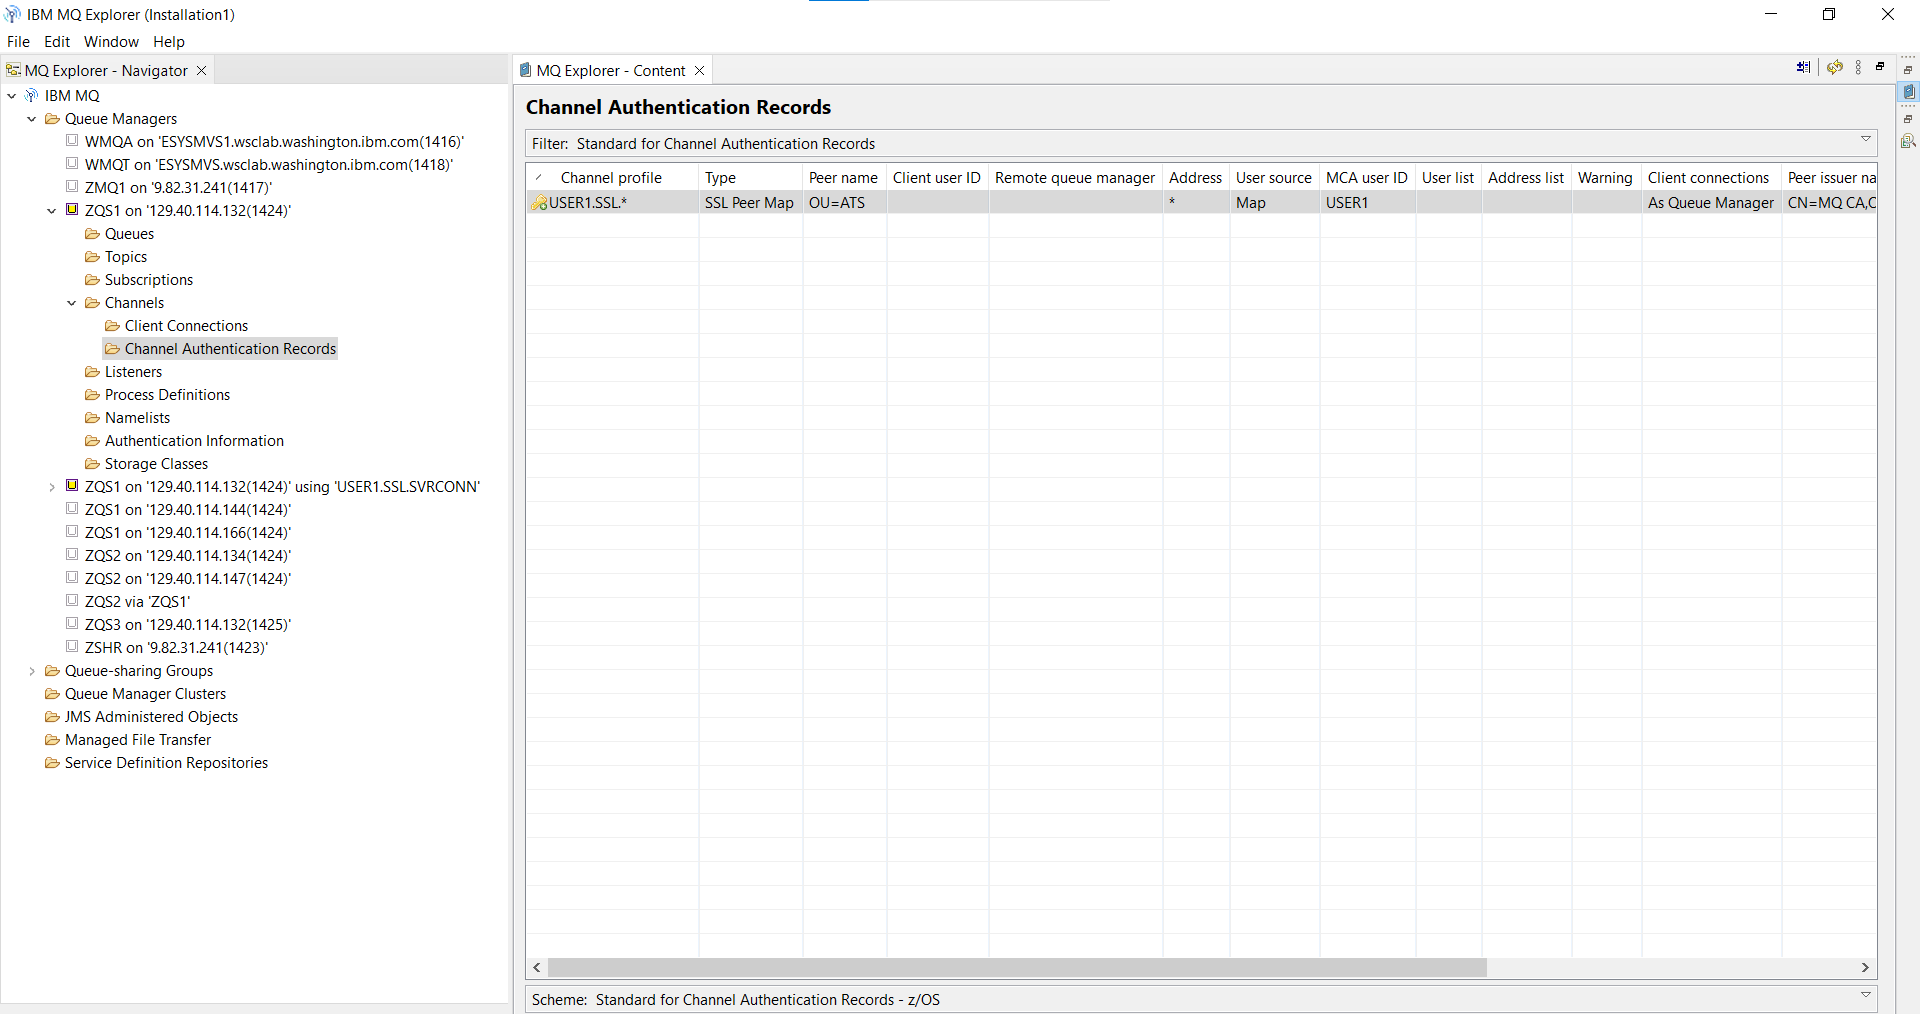 IBM MQ Explorer (Installation1)
File Edit Window Help
MQ Explorer - Navigator
IBM MQ
Queue Managers
WMQA on 'ESYSMVS1.wsclab.washington.ibm.com(1416)'
WMQT on 'ESYSMVS.wsclab.washington.ibm.com(1418)'
ZMQ1 on '9.82.31.241(1417)'
ZQS1 on '129.40.114.132(1424)'
Queues
Topics
Subscriptions
Channels
Client Connections
Channel Authentication Records
Listeners
Process Definitions
Namelists
Authentication Information
Storage Classes
ZQS1 on '129.40.114.132(1424)' using 'USER1.SSL.SVRCONN'
ZQS1 on '129.40.114.144(1424)'
ZQS1 on '129.40.114.166(1424)'
ZQS2 on '129.40.114.134(1424)'
ZQS2 on '129.40.114.147(1424)'
ZQS2 via 'ZQS1'
ZQS3 on '129.40.114.132(1425)'
ZSHR on '9.82.31.241(1423)'
Queue-sharing Groups
Queue Manager Clusters
JMS Administered Objects
Managed File Transfer
Service Definition Repositories
MQ Explorer - Content
Channel Authentication Records
Filter: Standard for Channel Authentication Records
Channel profile Type Peer name Client user ID Remote queue manager Address User source MCA user ID User list Address list Warning Client connections Peer issuer na
USER1.SSL.* SSL Peer Map OU=ATS * Map USER1 As Queue Manager CN=MQ CA,C
Scheme: Standard for Channel Authentication Records - z/OS